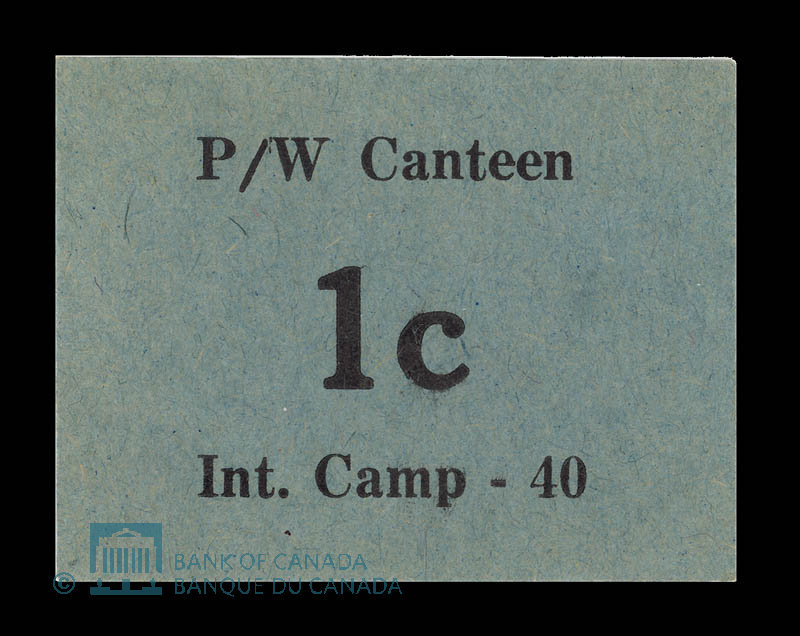 P/W Canteen
1c
Int. Camp - 40
© BANK OF CANADA
BANQUE DU CANADA